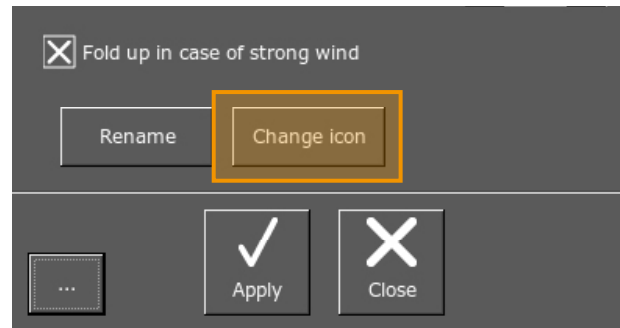 Fold up in case of strong wind
Rename
Change icon
...
Apply
Close